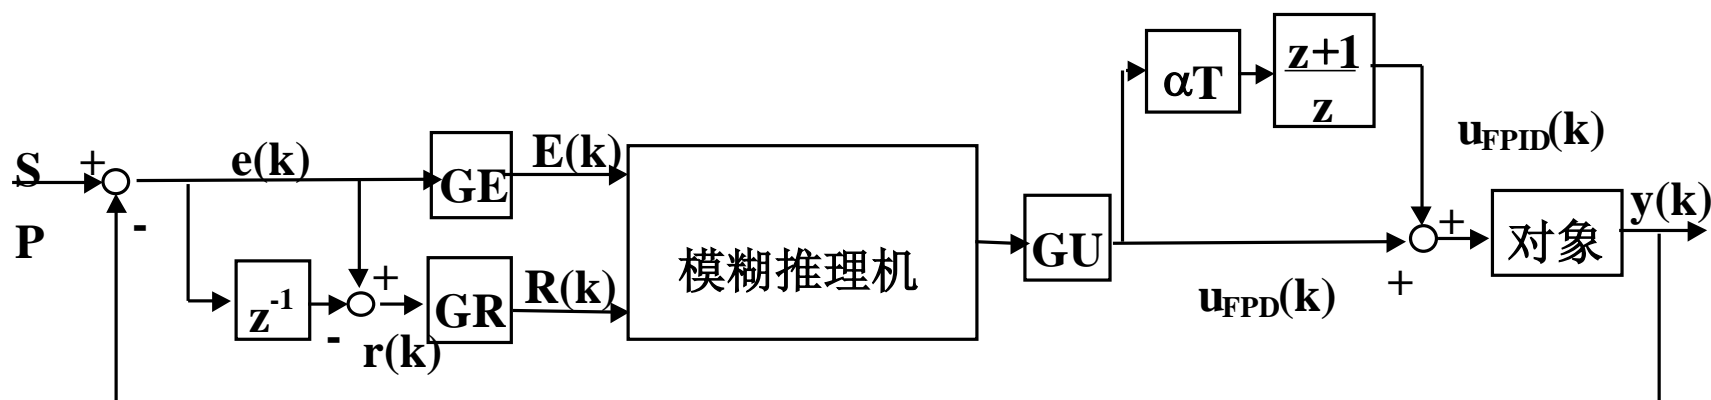 S
P
+
-
e(k)
z⁻¹
+
-
r(k)
GE
GR
E(k)
R(k)
模糊推理机
GU
αT
z+1
z
u_FPID(k)
u_FPD(k)
+
+
对象
y(k)